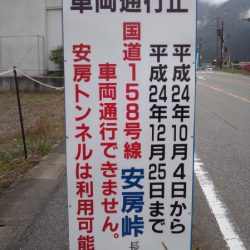 車両通行止
平成24年10月4日から
平成24年12月25日まで
国道158号線 安房峠
車両通行できません。
安房トンネルは利用可能
長